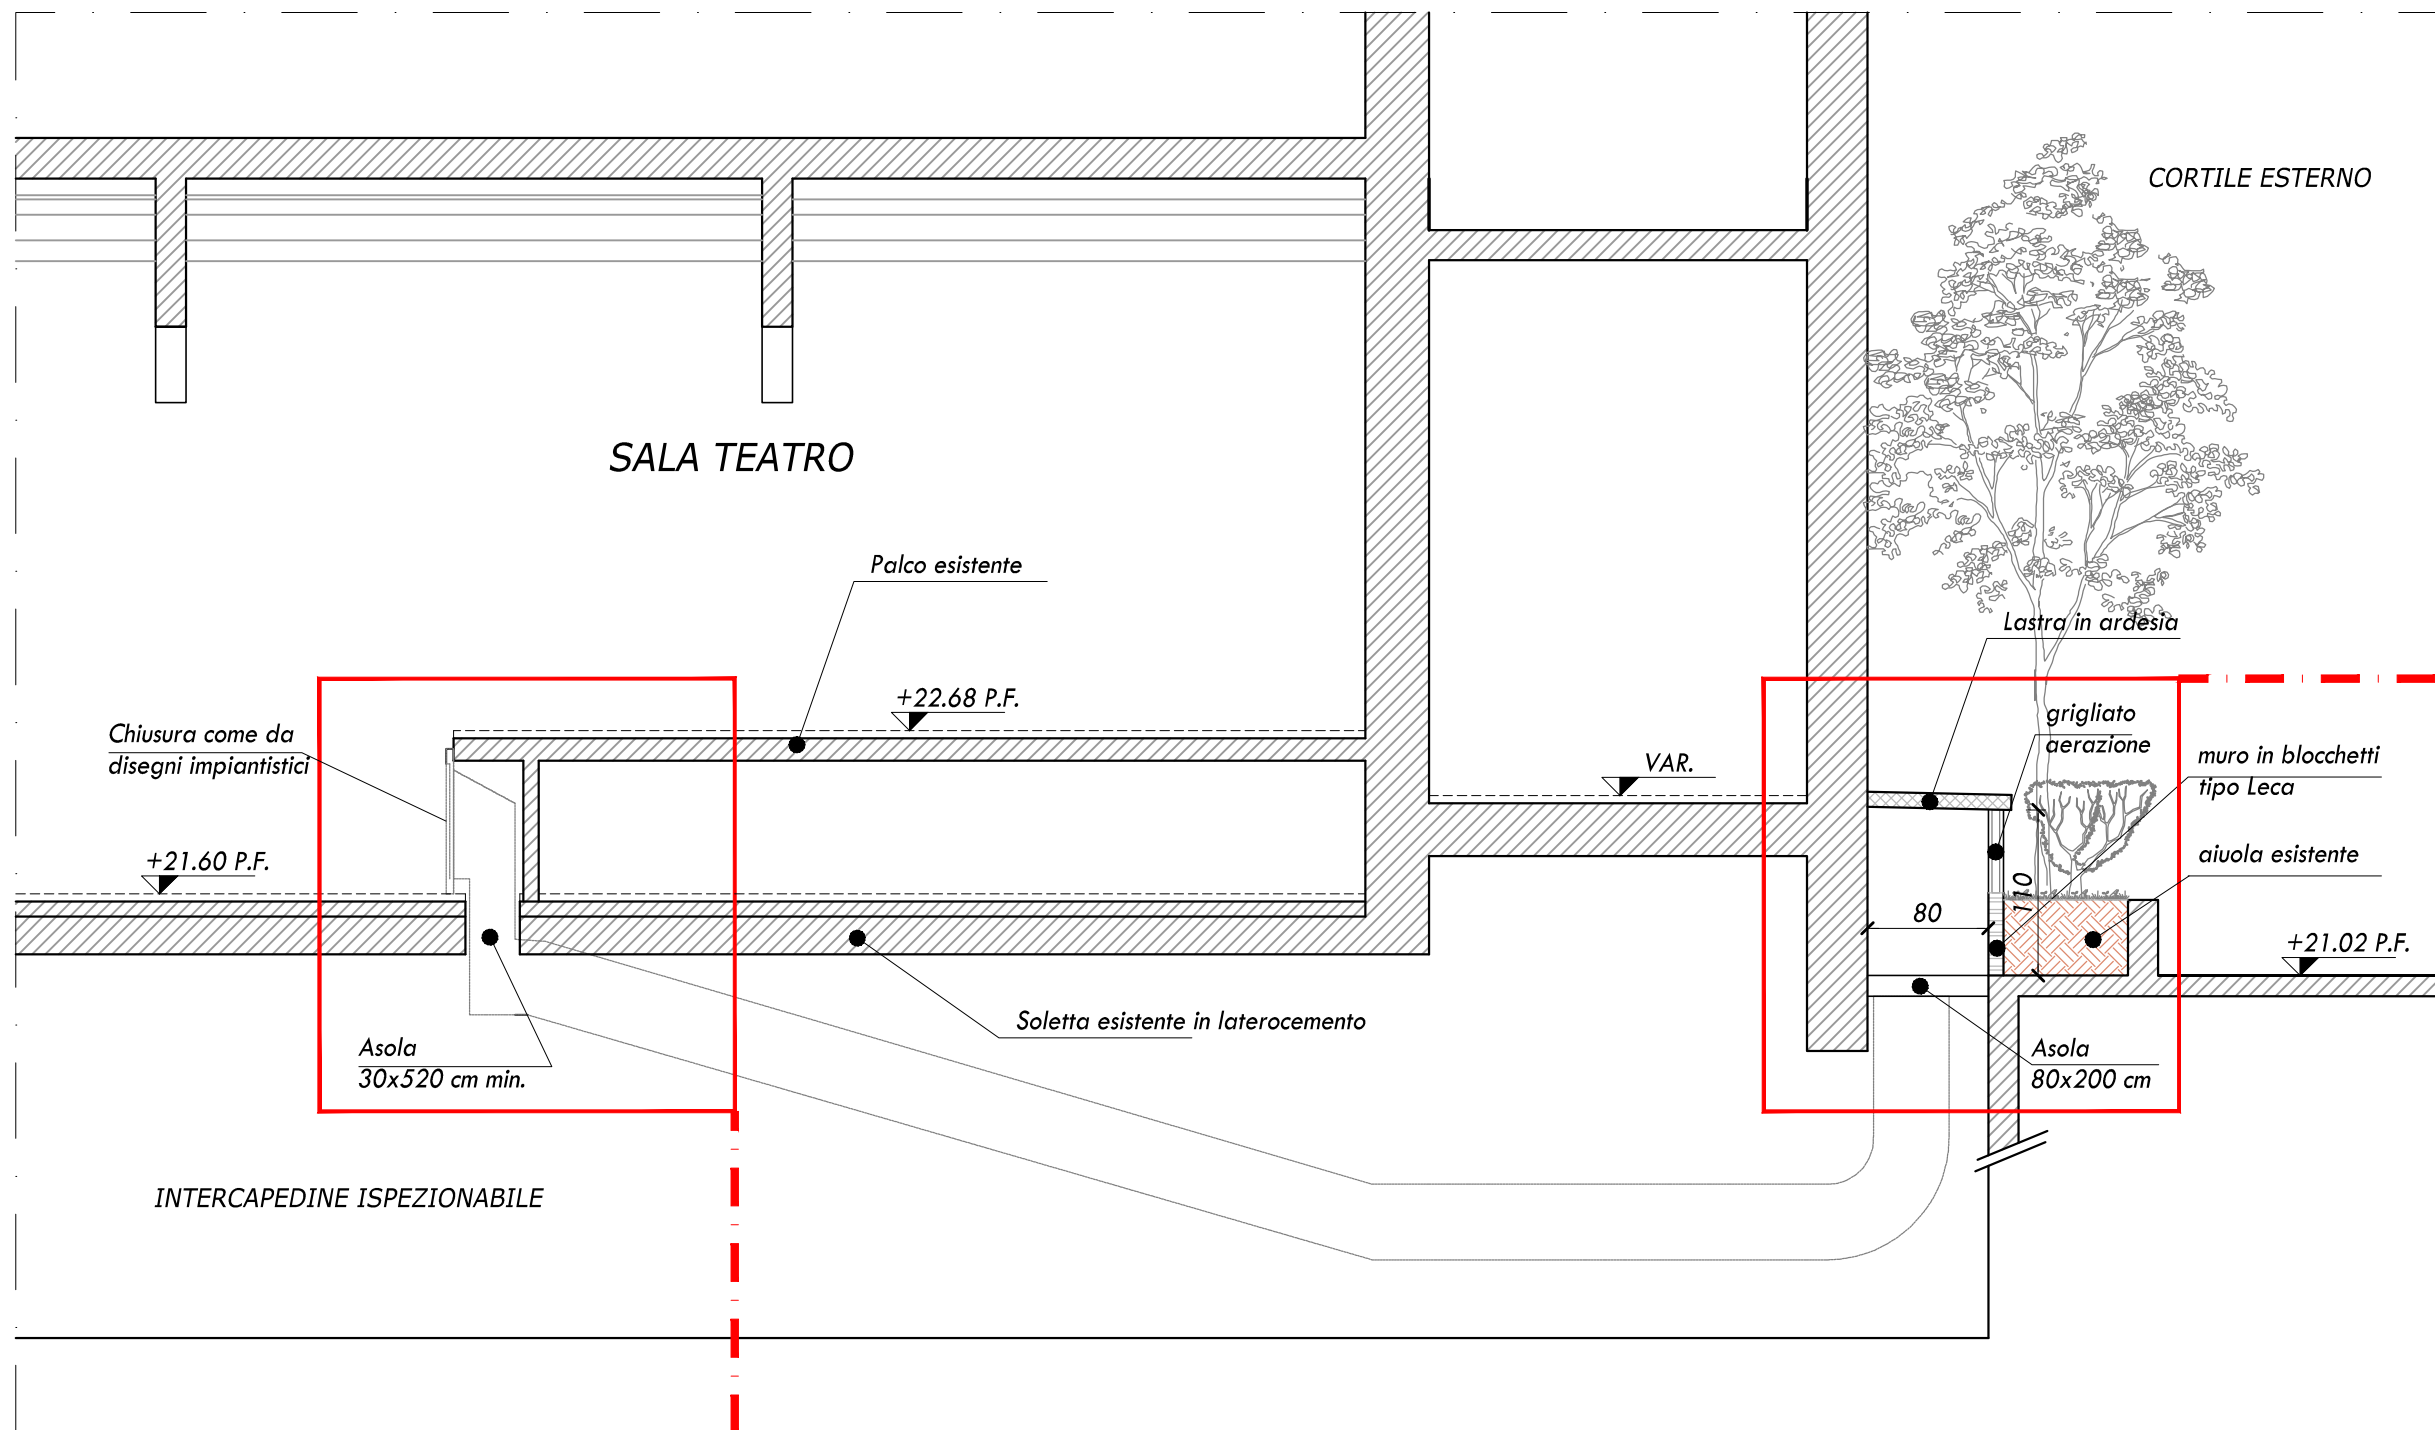 CORTILE ESTERNO
SALA TEATRO
Palco esistente
Lastra in ardesia
+22.68 P.F.
grigliato
aerazione
Chiusura come da
disegni impiantistici
VAR.
muro in blocchetti
tipo Leca
+21.60 P.F.
aiuola esistente
110
80
+21.02 P.F.
Soletta esistente in laterocemento
Asola
30x520 cm min.
Asola
80x200 cm
INTERCAPEDINE ISPEZIONABILE